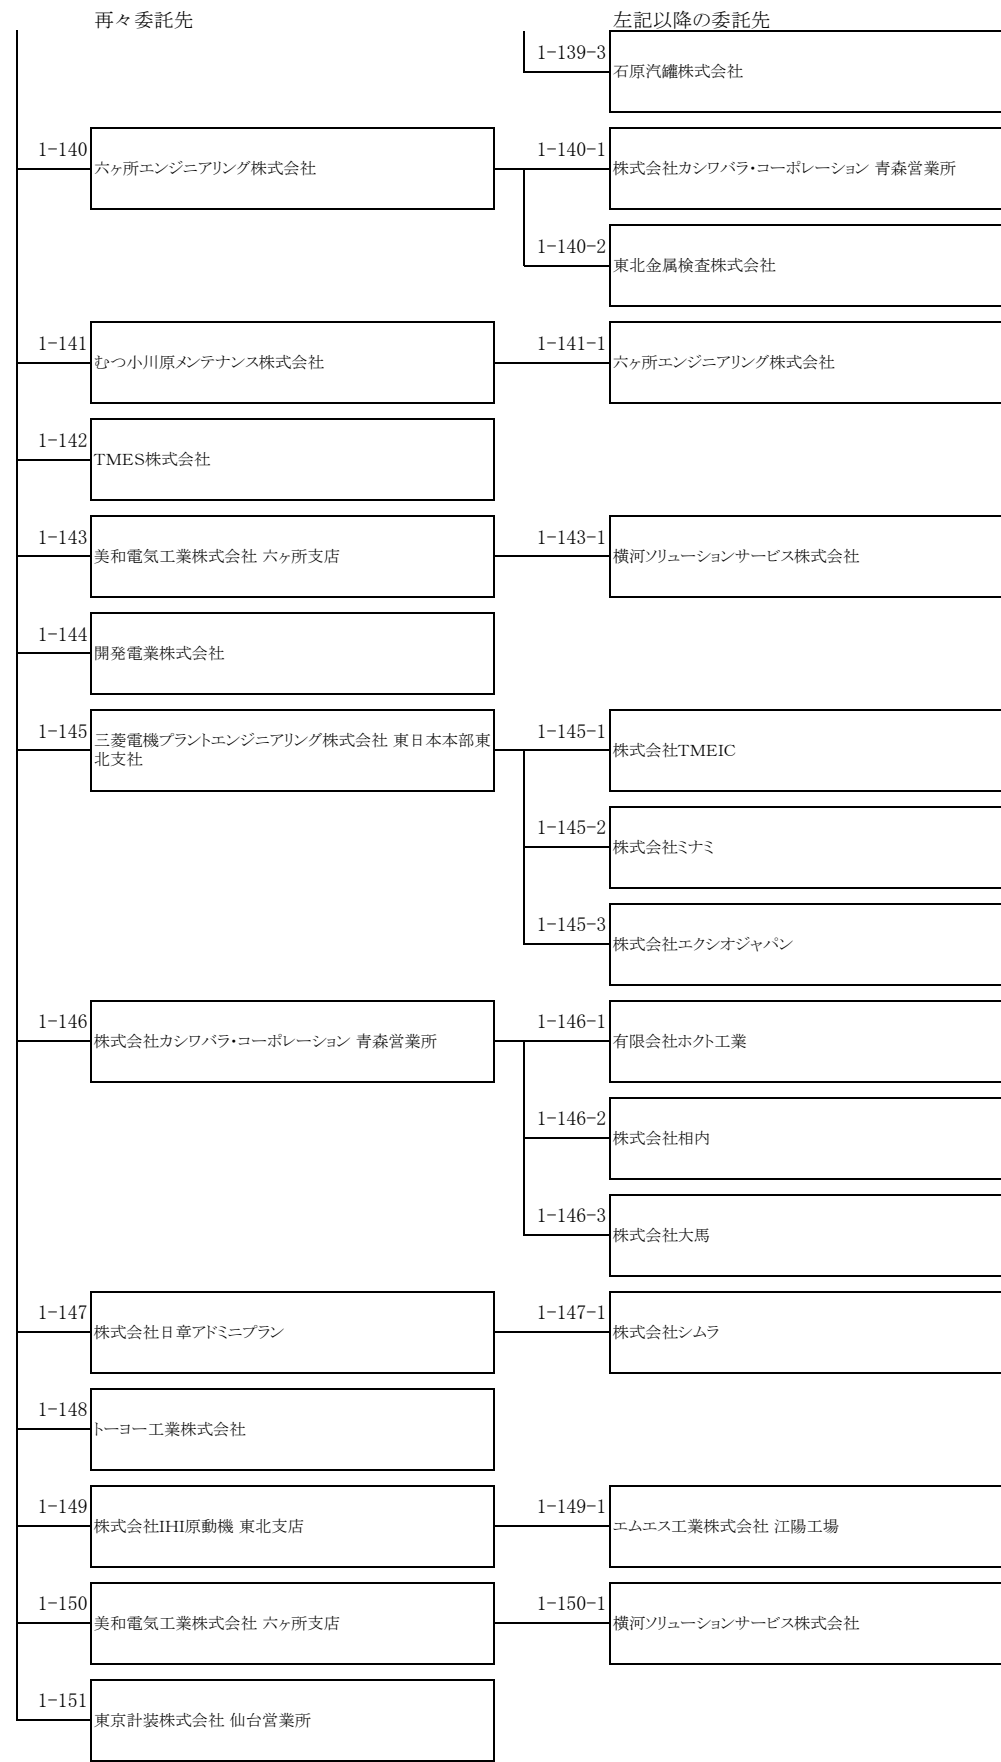 再々委託先
左記以降の委託先
1-139-3
石原汽罐株式会社
1-140
六ヶ所エンジニアリング株式会社
1-140-1
株式会社カシワバラ・コーポレーション 青森営業所
1-140-2
東北金属検査株式会社
1-141
むつ小川原メンテナンス株式会社
1-141-1
六ヶ所エンジニアリング株式会社
1-142
TMES株式会社
1-143
美和電気工業株式会社 六ヶ所支店
1-143-1
横河ソリューションサービス株式会社
1-144
開発電業株式会社
1-145
三菱電機プラントエンジニアリング株式会社 東日本本部東
北支社
1-145-1
株式会社TMEIC
1-145-2
株式会社ミナミ
1-145-3
株式会社エクシオジャパン
1-146
株式会社カシワバラ・コーポレーション 青森営業所
1-146-1
有限会社ホクト工業
1-146-2
株式会社相内
1-146-3
株式会社大馬
1-147
株式会社日章アドミニプラン
1-147-1
株式会社シムラ
1-148
トーヨー工業株式会社
1-149
株式会社IHI原動機 東北支店
1-149-1
エムエス工業株式会社 江陽工場
1-150
美和電気工業株式会社 六ヶ所支店
1-150-1
横河ソリューションサービス株式会社
1-151
東京計装株式会社 仙台営業所